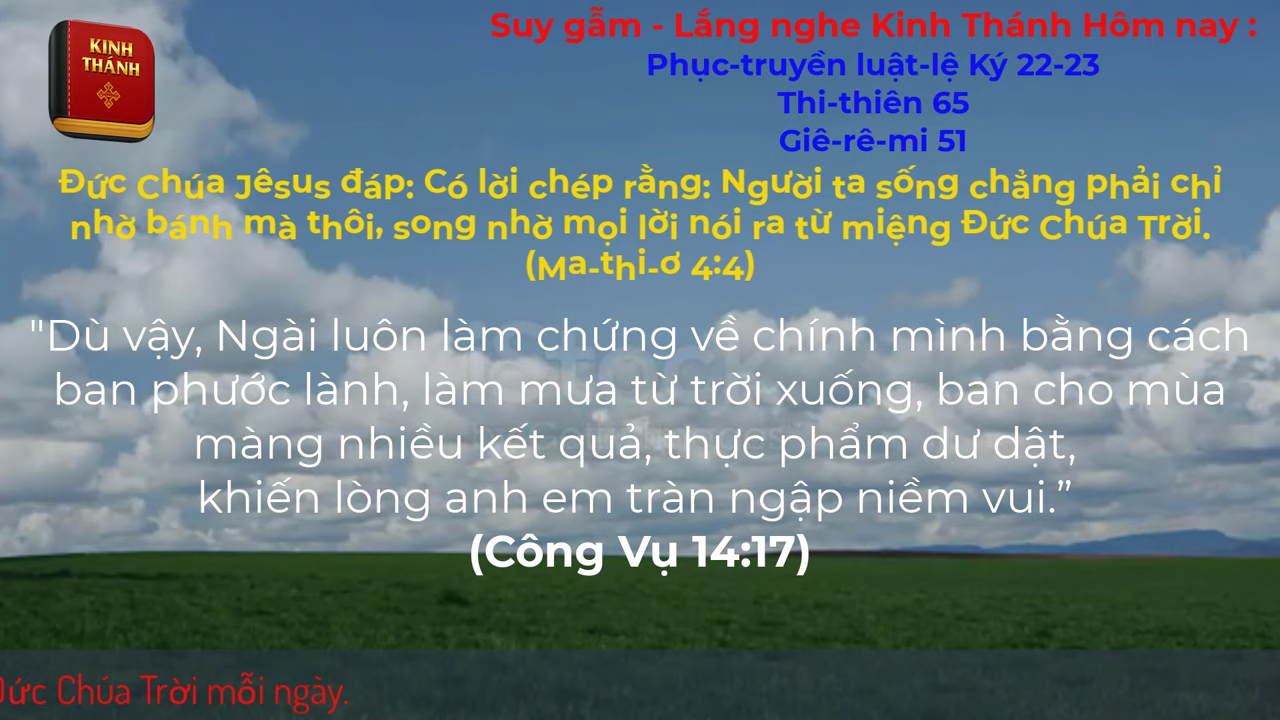 KINH
THÁNH
Suy gẫm - Lắng nghe Kinh Thánh Hôm nay :
Phục-truyền luật-lệ Ký 22-23
Thi-thiên 65
Giê-rê-mi 51
Đức Chúa Jêsus đáp: Có lời chép rằng: Người ta sống chẳng phải chỉ
nhờ bánh mà thôi, song nhờ mọi lời nói ra từ miệng Đức Chúa Trời.
(Ma-thi-ơ 4:4)
"Dù vậy, Ngài luôn làm chứng về chính mình bằng cách
ban phước lành, làm mưa từ trời xuống, ban cho mùa
màng nhiều kết quả, thực phẩm dư dật,
khiến lòng anh em tràn ngập niềm vui.”
(Công Vụ 14:17)
Đức Chúa Trời mỗi ngày.